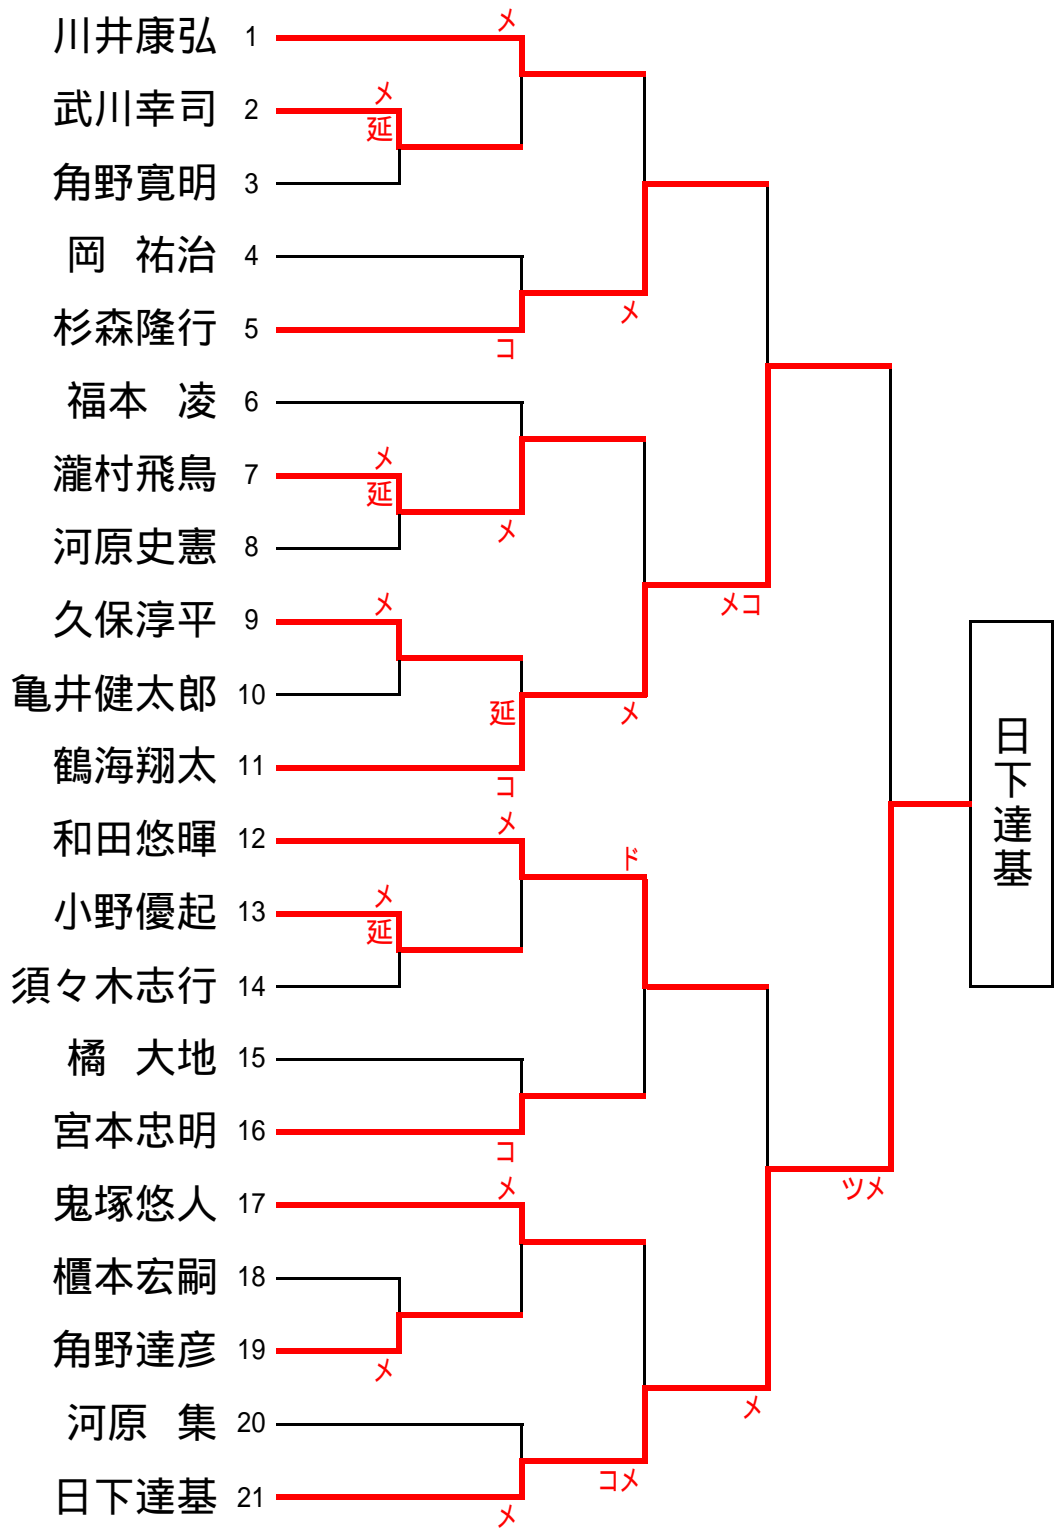 川井康弘 1
メ
武川幸司 2
メ
延
角野寛明 3
岡 祐治 4
メ
杉森隆行 5
コ
福本 凌 6
瀧村飛鳥 7
メ
延
メ
河原史憲 8
久保淳平 9
メ
メコ
亀井健太郎 10
延
メ
鶴海翔太 11
コ
日下達基
和田悠暉 12
メ
ド
小野優起 13
メ
延
須々木志行 14
橘 大地 15
宮本忠明 16
コ
鬼塚悠人 17
メ
ツメ
櫃本宏嗣 18
角野達彦 19
メ
メ
河原 集 20
コメ
日下達基 21
メ